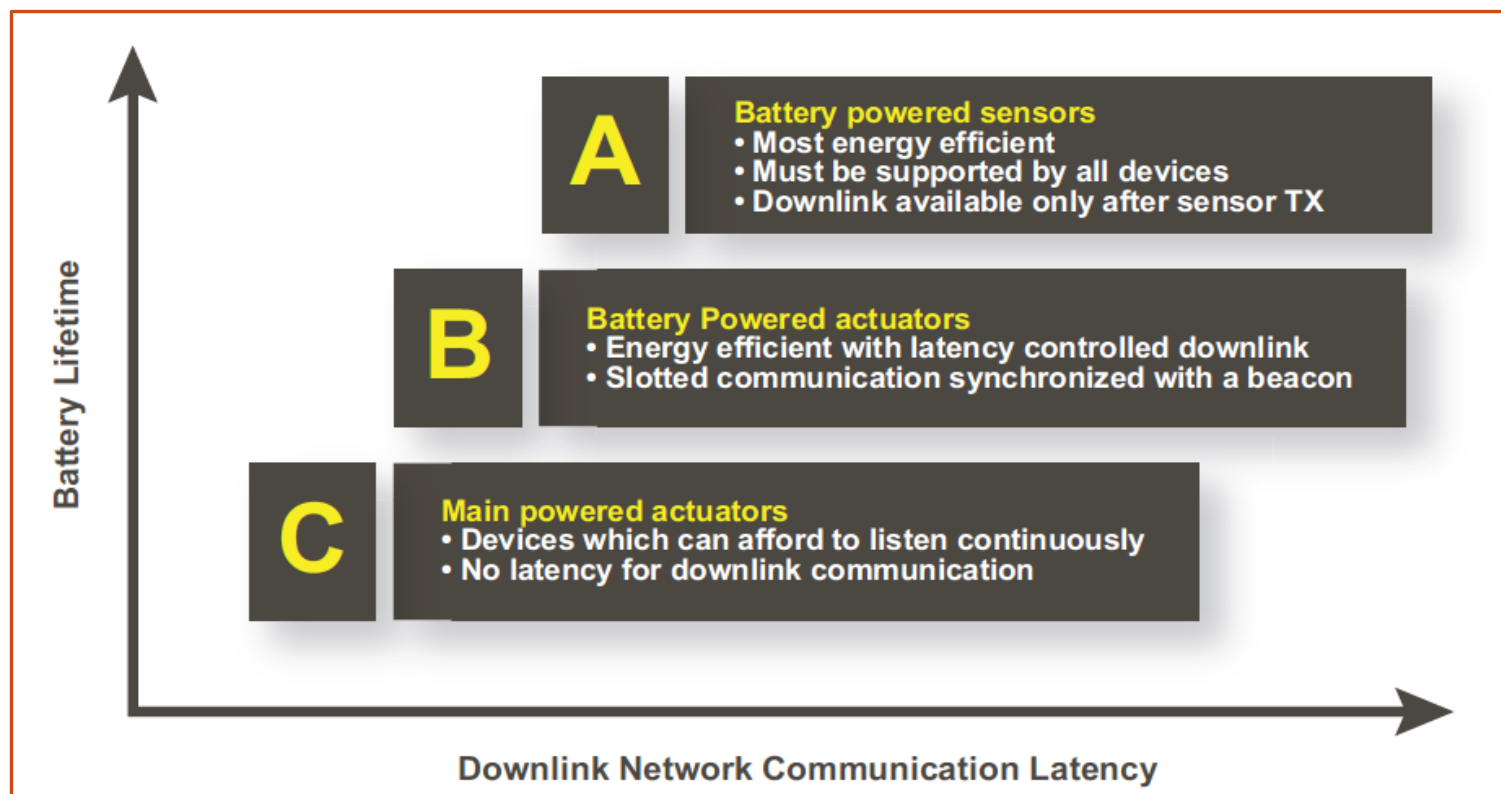 Battery Lifetime
A
Battery powered sensors
• Most energy efficient
• Must be supported by all devices
• Downlink available only after sensor TX
B
Battery Powered actuators
• Energy efficient with latency controlled downlink
• Slotted communication synchronized with a beacon
C
Main powered actuators
• Devices which can afford to listen continuously
• No latency for downlink communication
Downlink Network Communication Latency